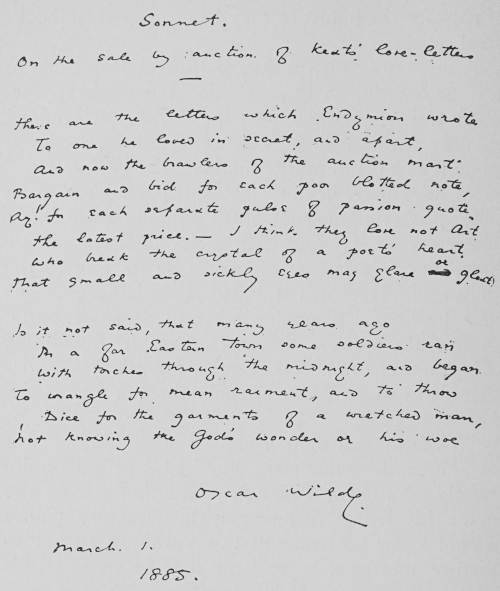 Sonnet.
On the sale by auction of Keats' love-letters
These are the letters which Endymion wrote
To one he loved in secret, and apart,
And now the brawlers of the auction mart
Bargain and bid for each poor blotted note,
Ay! for each separate pulse of passion quote
The latest price. — I think they love not Art
Who break the crystal of a poet's heart
That small and sickly eyes may glare or gloat!
Is it not said, that many years ago
In a far Eastern Town some soldiers ran
With torches through the midnight, and began
To wrangle for mean raiment, and to throw
Dice for the garments of a wretched man,
Not knowing the God's wonder or his woe
Oscar Wilde
March. 1.
1885.